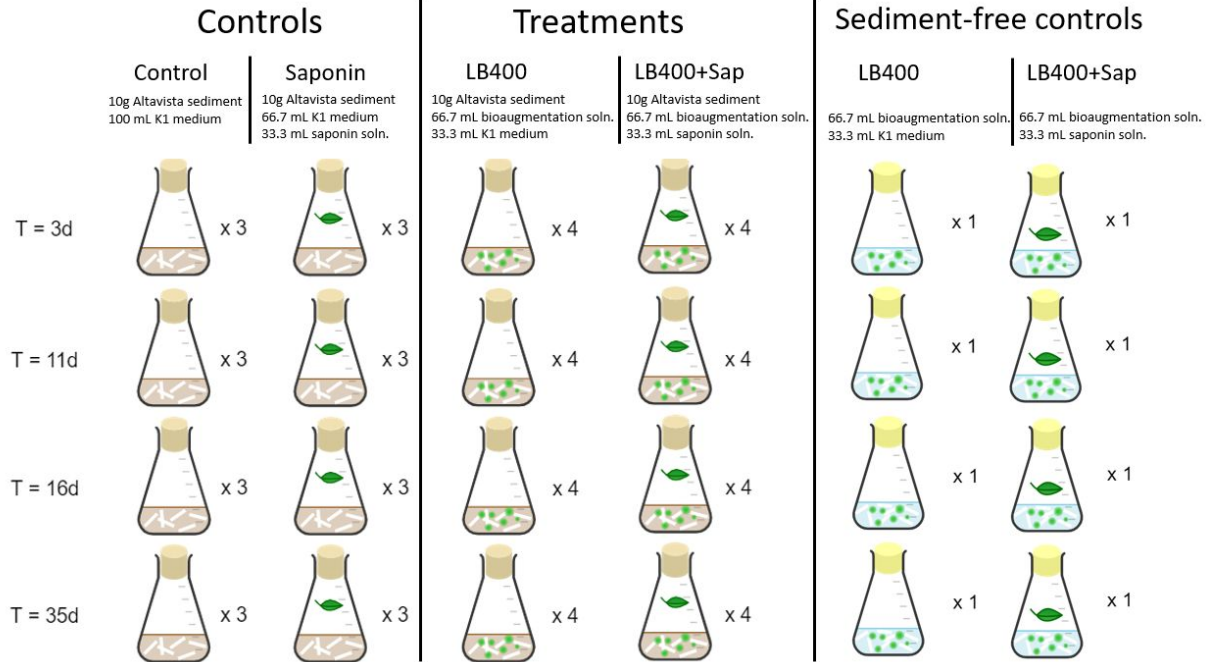 Controls
Treatments
Sediment-free controls
Control
Saponin
LB400
LB400+Sap
LB400
LB400+Sap
10g Altavista sediment
100 mL K1 medium
10g Altavista sediment
66.7 mL K1 medium
33.3 mL saponin soln.
10g Altavista sediment
66.7 mL bioaugmentation soln.
33.3 mL K1 medium
10g Altavista sediment
66.7 mL bioaugmentation soln.
33.3 mL saponin soln.
66.7 mL bioaugmentation soln.
33.3 mL K1 medium
66.7 mL bioaugmentation soln.
33.3 mL saponin soln.
T = 3d
x 3
x 3
x 4
x 4
x 1
x 1
T = 11d
x 3
x 3
x 4
x 4
x 1
x 1
T = 16d
x 3
x 3
x 4
x 4
x 1
x 1
T = 35d
x 3
x 3
x 4
x 4
x 1
x 1